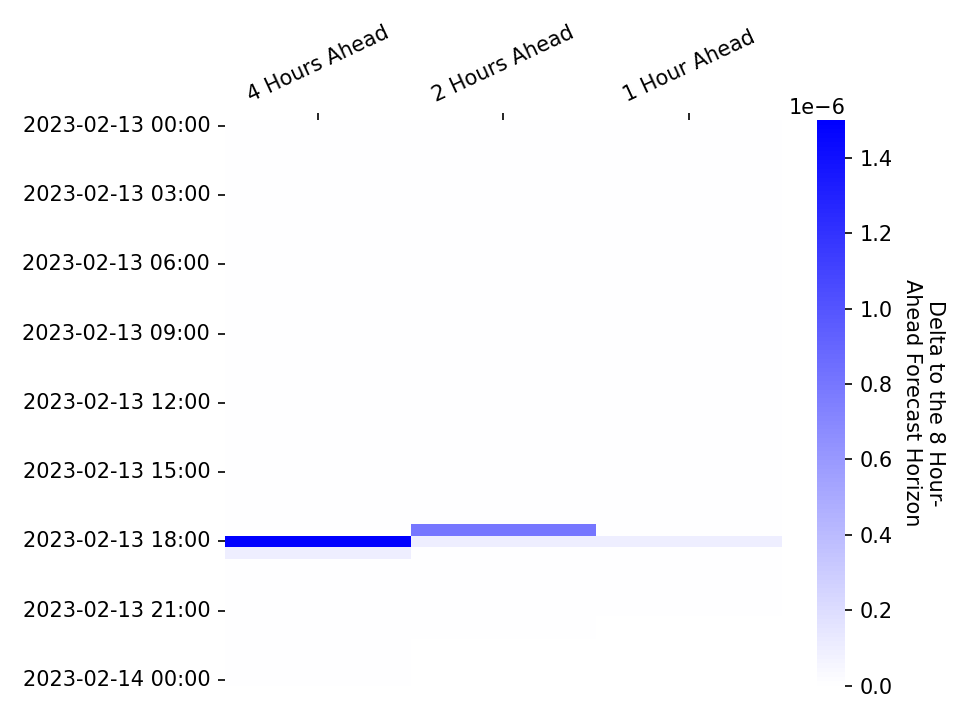 4 Hours Ahead
2 Hours Ahead
1 Hour Ahead
2023-02-13 00:00
2023-02-13 03:00
2023-02-13 06:00
2023-02-13 09:00
2023-02-13 12:00
2023-02-13 15:00
2023-02-13 18:00
2023-02-13 21:00
2023-02-14 00:00
1e−6
1.4
1.2
1.0
0.8
0.6
0.4
0.2
0.0
Delta to the 8 Hour-
Ahead Forecast Horizon